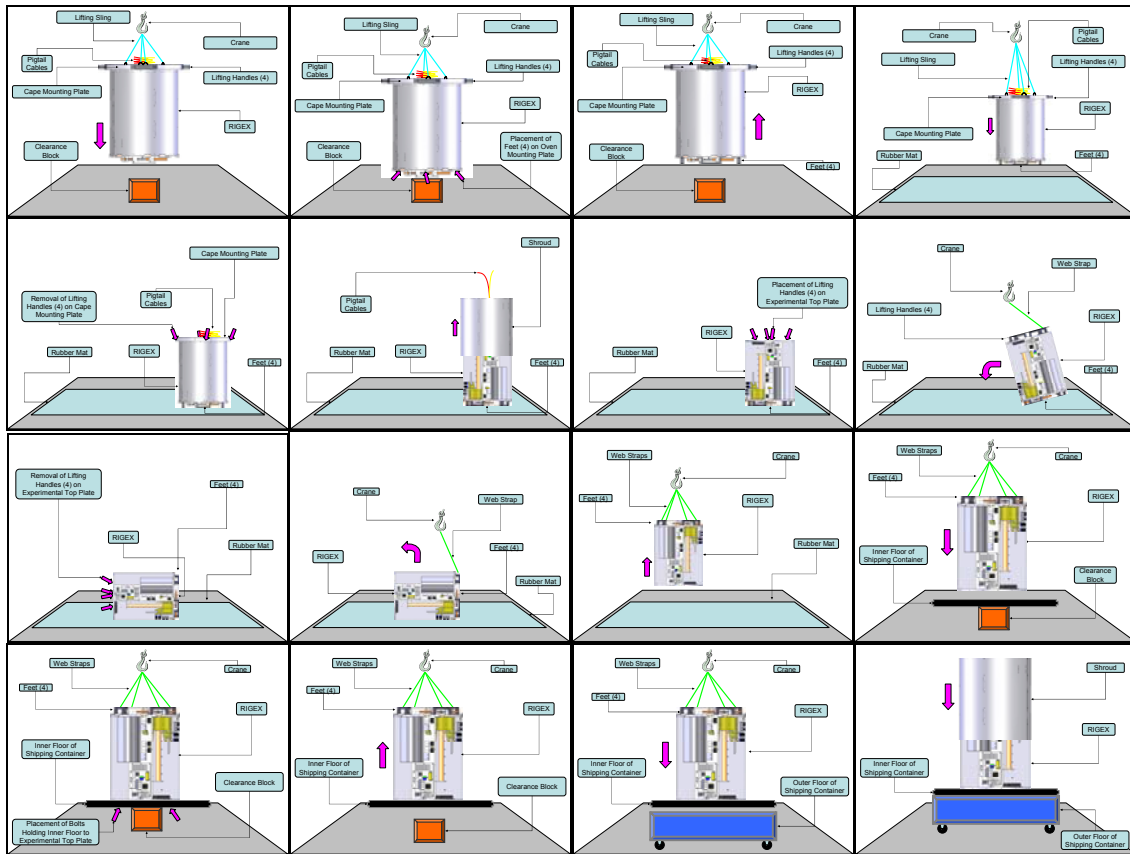 Lifting Sling
Crane
Pigtail
Cables
Lifting Handles (4)
Cape Mounting Plate
RIGEX
Clearance
Block
Lifting Sling
Crane
Pigtail
Cables
Lifting Handles (4)
Cape Mounting Plate
RIGEX
Clearance
Block
Placement of
Feet (4) on Oven
Mounting Plate
Lifting Sling
Crane
Pigtail
Cables
Lifting Handles (4)
Cape Mounting Plate
RIGEX
Clearance
Block
Feet (4)
Crane
Pigtail
Cables
Lifting Sling
Lifting Handles (4)
RIGEX
Cape Mounting Plate
Rubber Mat
Feet (4)
Cape Mounting Plate
Removal of Lifting
Handles (4) on Cape
Mounting Plate
Pigtail
Cables
Rubber Mat
RIGEX
Feet (4)
Shroud
Pigtail
Cables
Rubber Mat
RIGEX
Feet (4)
Placement of Lifting
Handles (4) on
Experimental Top Plate
RIGEX
Rubber Mat
Feet (4)
Crane
Web Strap
Lifting Handles (4)
RIGEX
Rubber Mat
Feet (4)
Removal of Lifting
Handles (4) on
Experimental Top Plate
Feet (4)
RIGEX
Rubber Mat
Crane
Web Strap
Feet (4)
RIGEX
Rubber Mat
Web Straps
Crane
Feet (4)
RIGEX
Rubber Mat
Web Straps
Crane
Feet (4)
RIGEX
Inner Floor of
Shipping Container
Clearance
Block
Web Straps
Crane
Feet (4)
RIGEX
Inner Floor of
Shipping Container
Clearance Block
Placement of Bolts
Holding Inner Floor to
Experimental Top Plate
Web Straps
Crane
Feet (4)
RIGEX
Inner Floor of
Shipping Container
Clearance Block
Web Straps
Crane
Feet (4)
RIGEX
Inner Floor of
Shipping Container
Outer Floor of
Shipping Container
Shroud
RIGEX
Inner Floor of
Shipping Container
Outer Floor of
Shipping Container